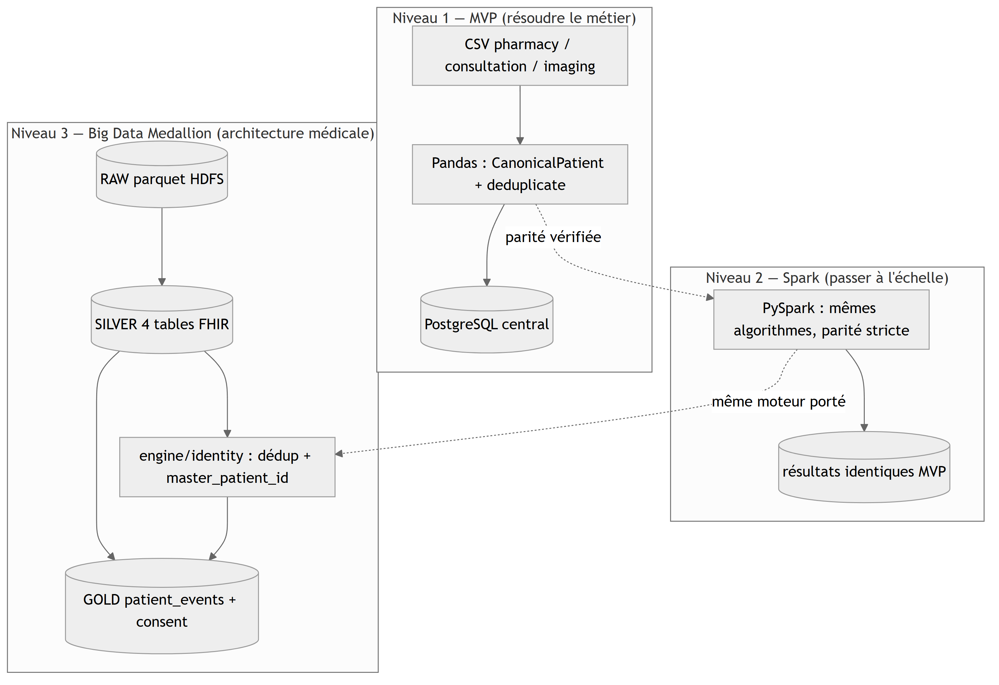 Niveau 1 — MVP (résoudre le métier)
CSV pharmacy /
consultation / imaging
Pandas : CanonicalPatient
+ deduplicate
parité vérifiée
PostgreSQL central
Niveau 2 — Spark (passer à l'échelle)
PySpark : mêmes
algorithmes, parité stricte
même moteur porté
résultats identiques MVP
Niveau 3 — Big Data Medallion (architecture médicale)
RAW parquet HDFS
SILVER 4 tables FHIR
engine/identity : dédup +
master_patient_id
GOLD patient_events +
consent